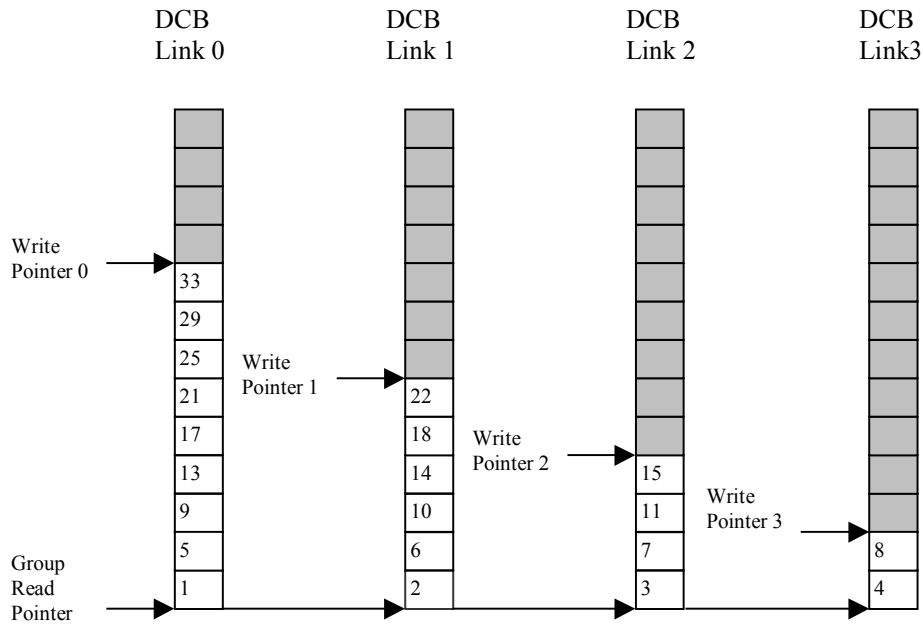 DCB
Link 0
DCB
Link 1
DCB
Link 2
DCB
Link3
Write
Pointer 0
33
29
25
Write
Pointer 1
21
22
17
18
Write
Pointer 2
13
14
15
9
10
11
Write
Pointer 3
5
6
7
8
Group
Read
Pointer
1
2
3
4